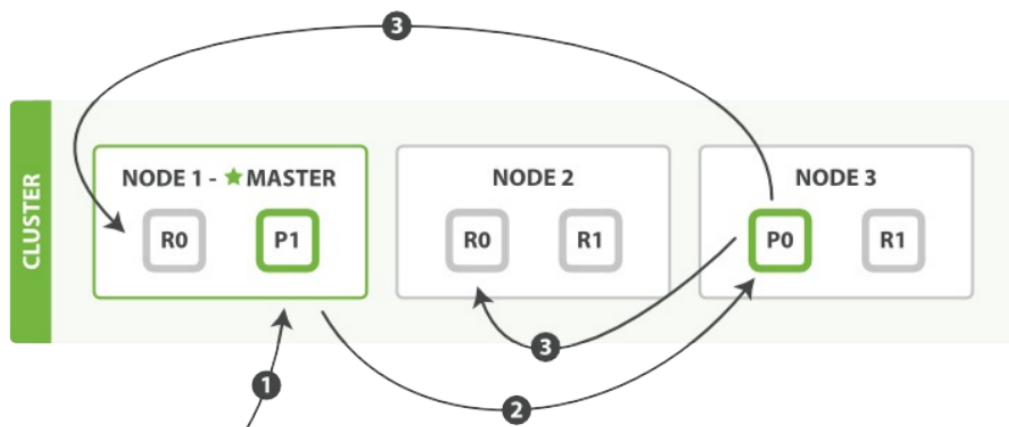 3
CLUSTER
NODE 1 - ★ MASTER
R0
P1
NODE 2
R0
R1
NODE 3
P0
R1
3
1
2